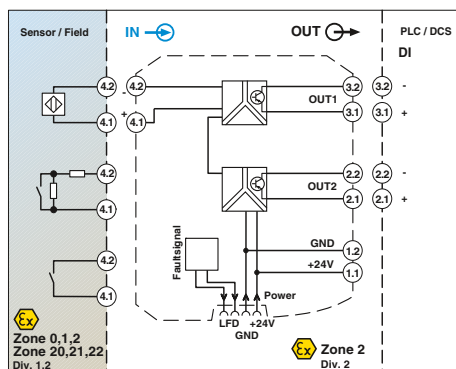 Sensor / Field
IN
OUT
PLC / DCS
DI
4.2
4.2
-
3.2
3.2
-
OUT1
4.1
+
4.1
3.1
3.1
+
4.2
2.2
2.2
-
OUT2
4.1
2.1
2.1
+
Faultsignal
GND
1.2
4.2
+24V
1.1
4.1
Power
LFD
+24V
GND
Ex
Zone 0,1,2
Zone 20,21,22
Div. 1,2
Ex
Zone 2
Div. 2